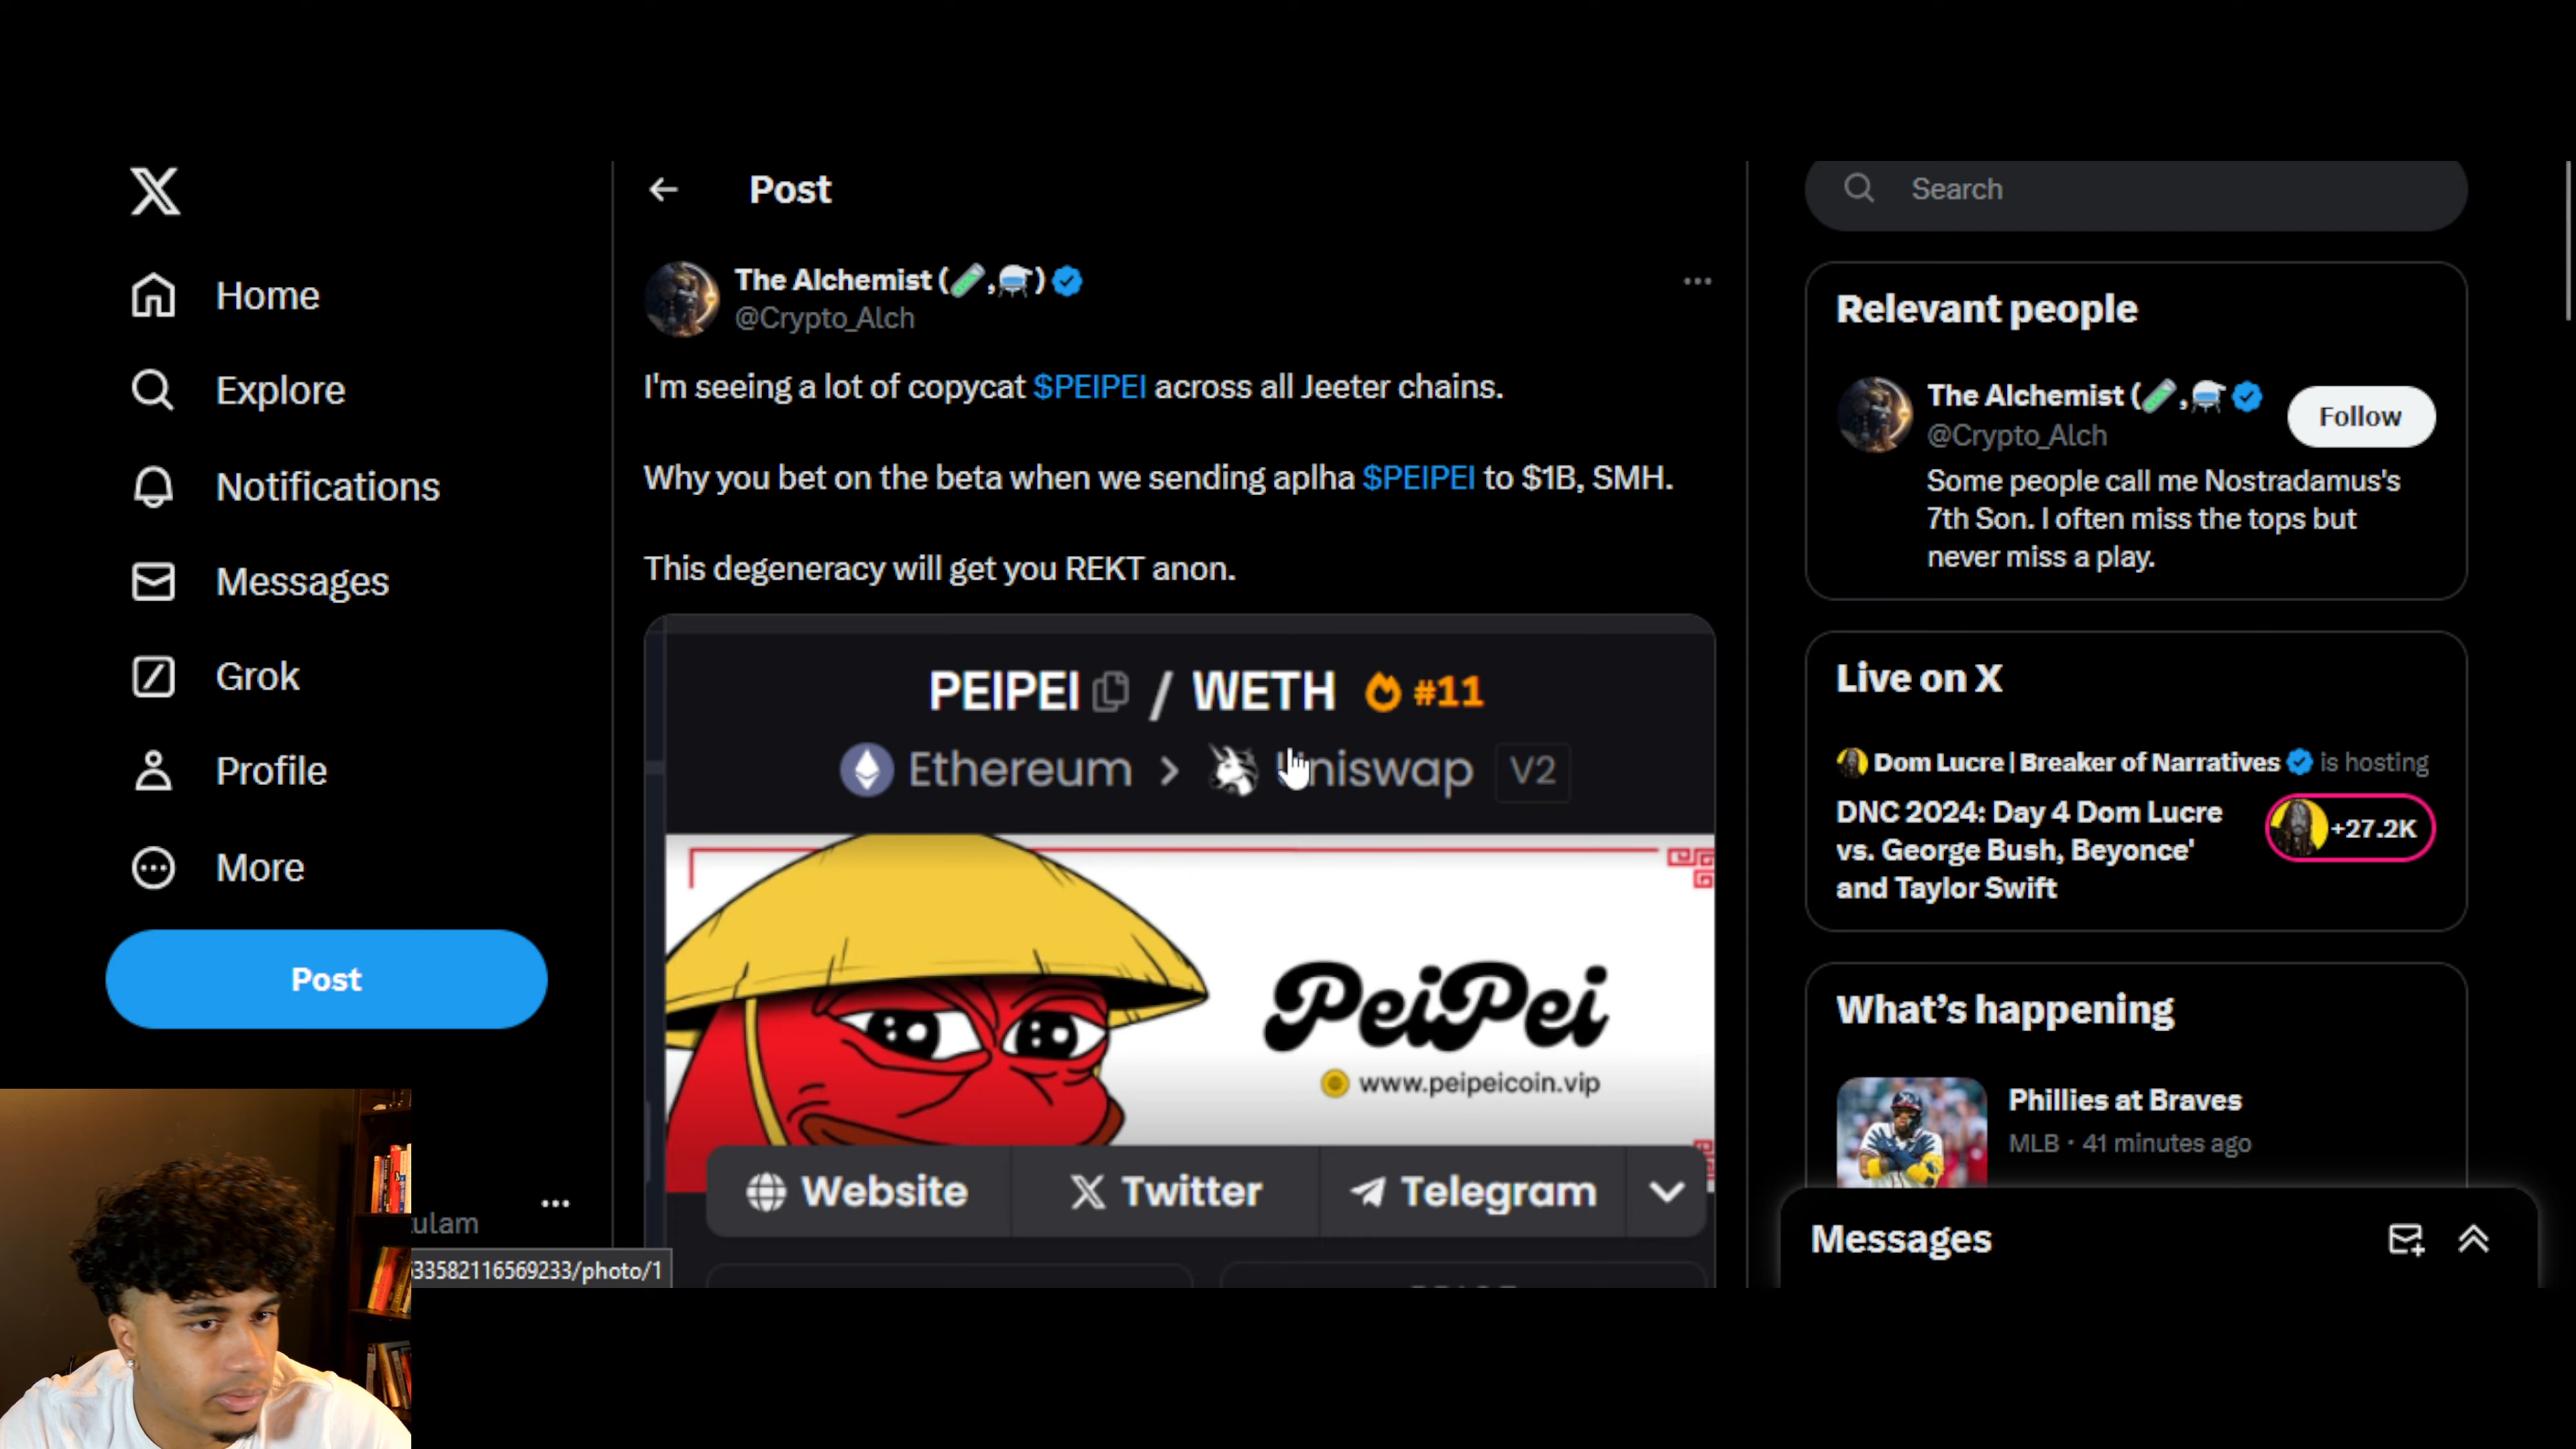 Home
Explore
Notifications
Messages
Grok
Profile
More
Post
ulam
33582116569233/photo/1
Post
The Alchemist (🧪,⚗️)
@Crypto_Alch
I'm seeing a lot of copycat $PEIPEI across all Jeeter chains.
Why you bet on the beta when we sending aplha $PEIPEI to $1B, SMH.
This degeneracy will get you REKT anon.
PEIPEI / WETH #11
Ethereum > Uniswap V2
PeiPei
www.peipeicoin.vip
Website X Twitter Telegram
Search
Relevant people
The Alchemist (🧪,⚗️
@Crypto_Alch
Follow
Some people call me Nostradamus's
7th Son. I often miss the tops but
never miss a play.
Live on X
Dom Lucre | Breaker of Narratives is hosting
DNC 2024: Day 4 Dom Lucre
vs. George Bush, Beyonce'
and Taylor Swift
+27.2K
What's happening
Phillies at Braves
MLB · 41 minutes ago
Messages